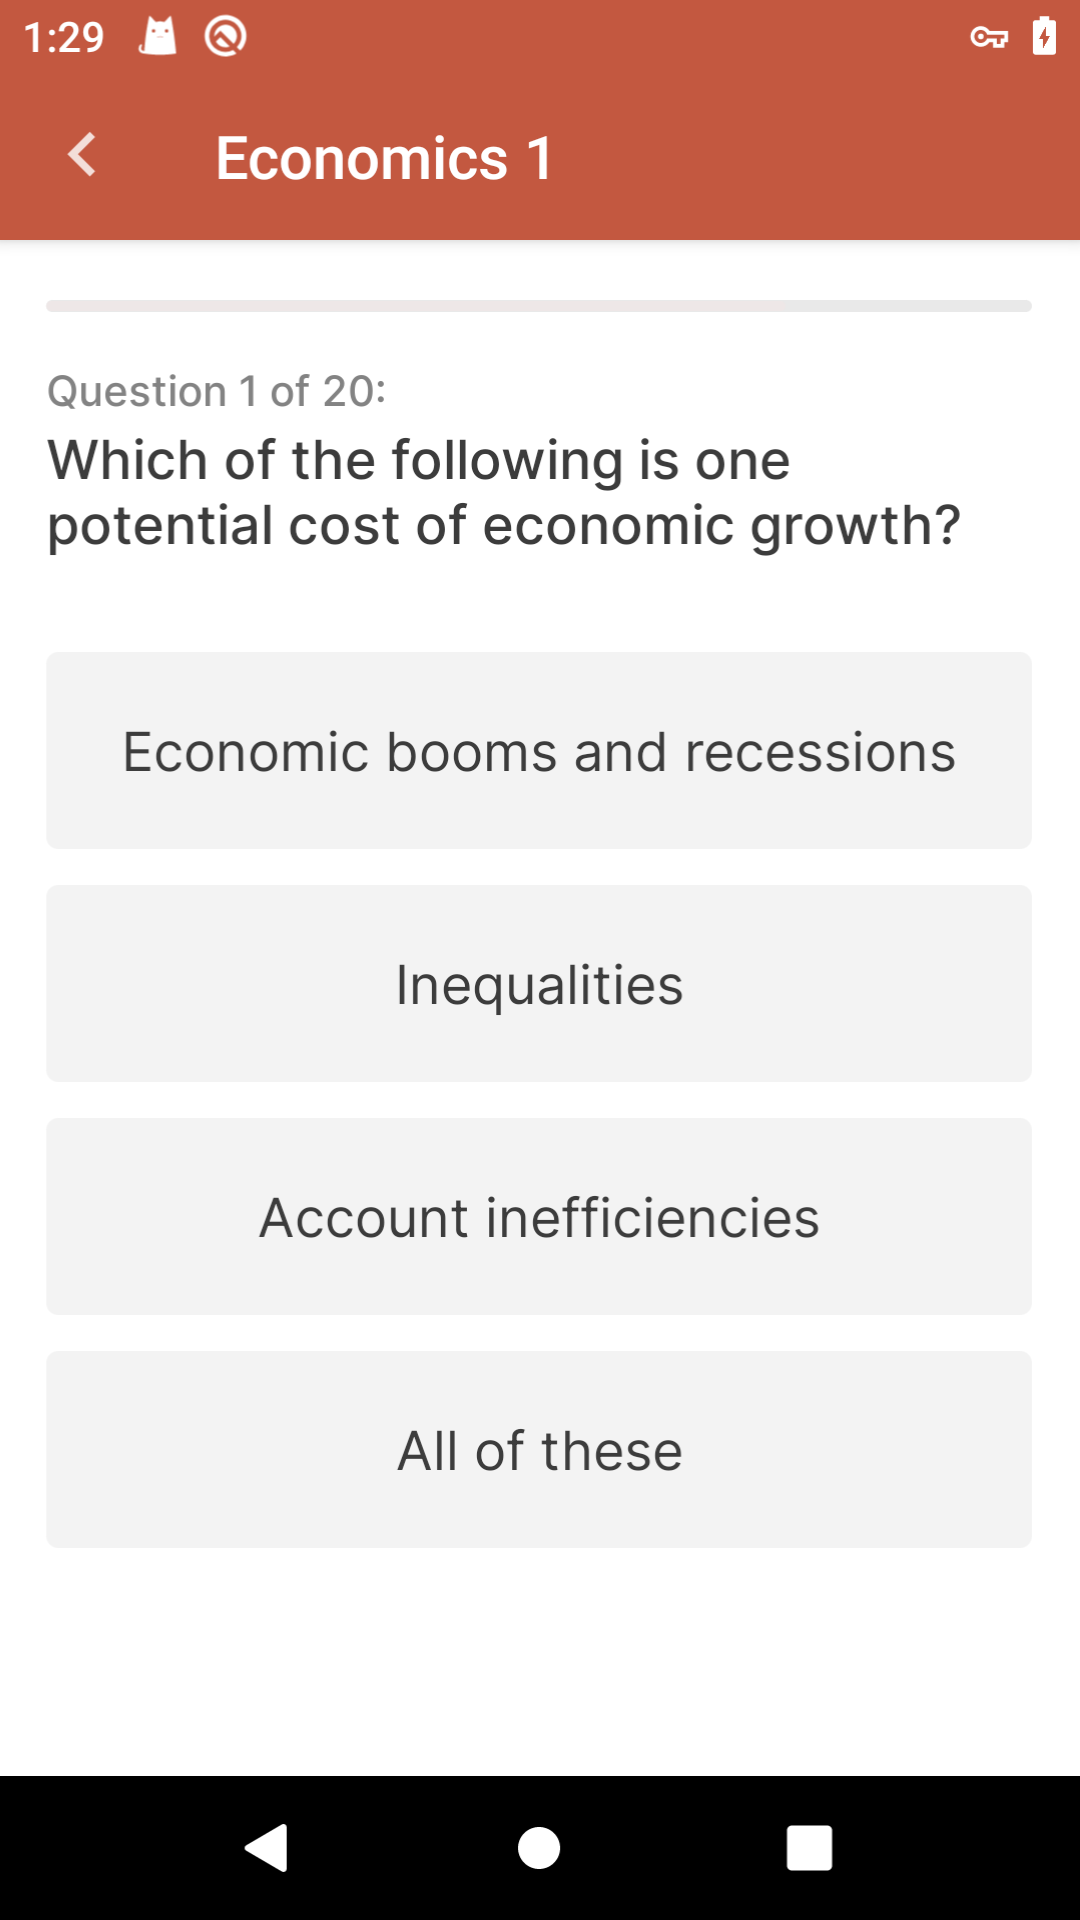 1:29
Economics 1
Question 1 of 20:
Which of the following is one
potential cost of economic growth?
Economic booms and recessions
Inequalities
Account inefficiencies
All of these